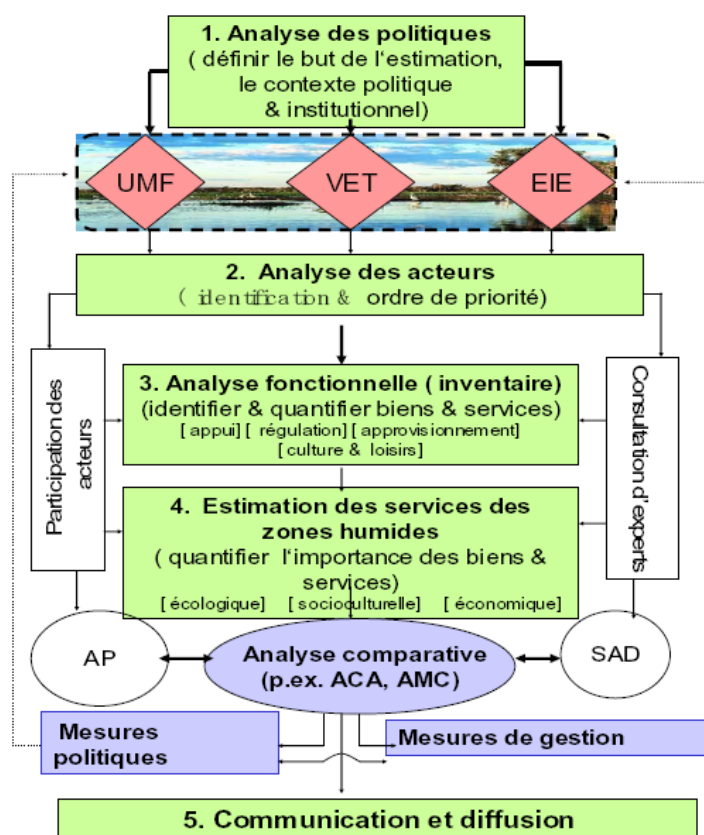 1. Analyse des politiques
( définir le but de l'estimation,
le contexte politique
& institutionnel)
UMF
VET
EIE
2. Analyse des acteurs
( identification & ordre de priorité)
Participation des
acteurs
3. Analyse fonctionnelle ( inventaire)
(identifier & quantifier biens & services)
[ appui] [ régulation] [ approvisionnement]
[ culture & loisirs]
Consultation d'experts
4. Estimation des services des
zones humides
( quantifier l'importance des biens &
services)
[ écologique] [ socioculturelle] [ économique]
AP
Analyse comparative
(p.ex. ACA, AMC)
SAD
Mesures
politiques
Mesures de gestion
5. Communication et diffusion